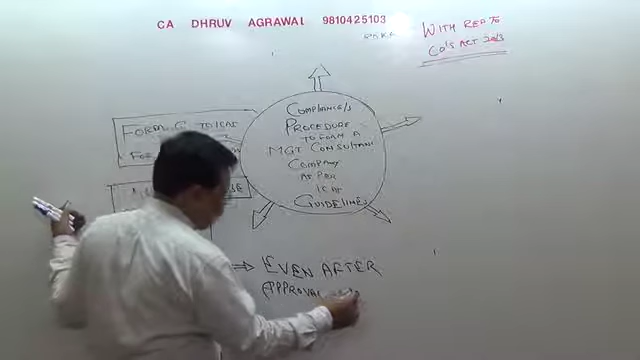 CA DHRUV AGRAWAL 9810425103
WITH REF TO
CO'S ACT 2013
COMPLIANCE/S
PROCEDURE
TO FORM A
MGT CONSULTANT
COMPANY
AS PER
ICAI
GUIDELINES
FORM G TO ICAI
⇒ EVEN AFTER
APPROVAL